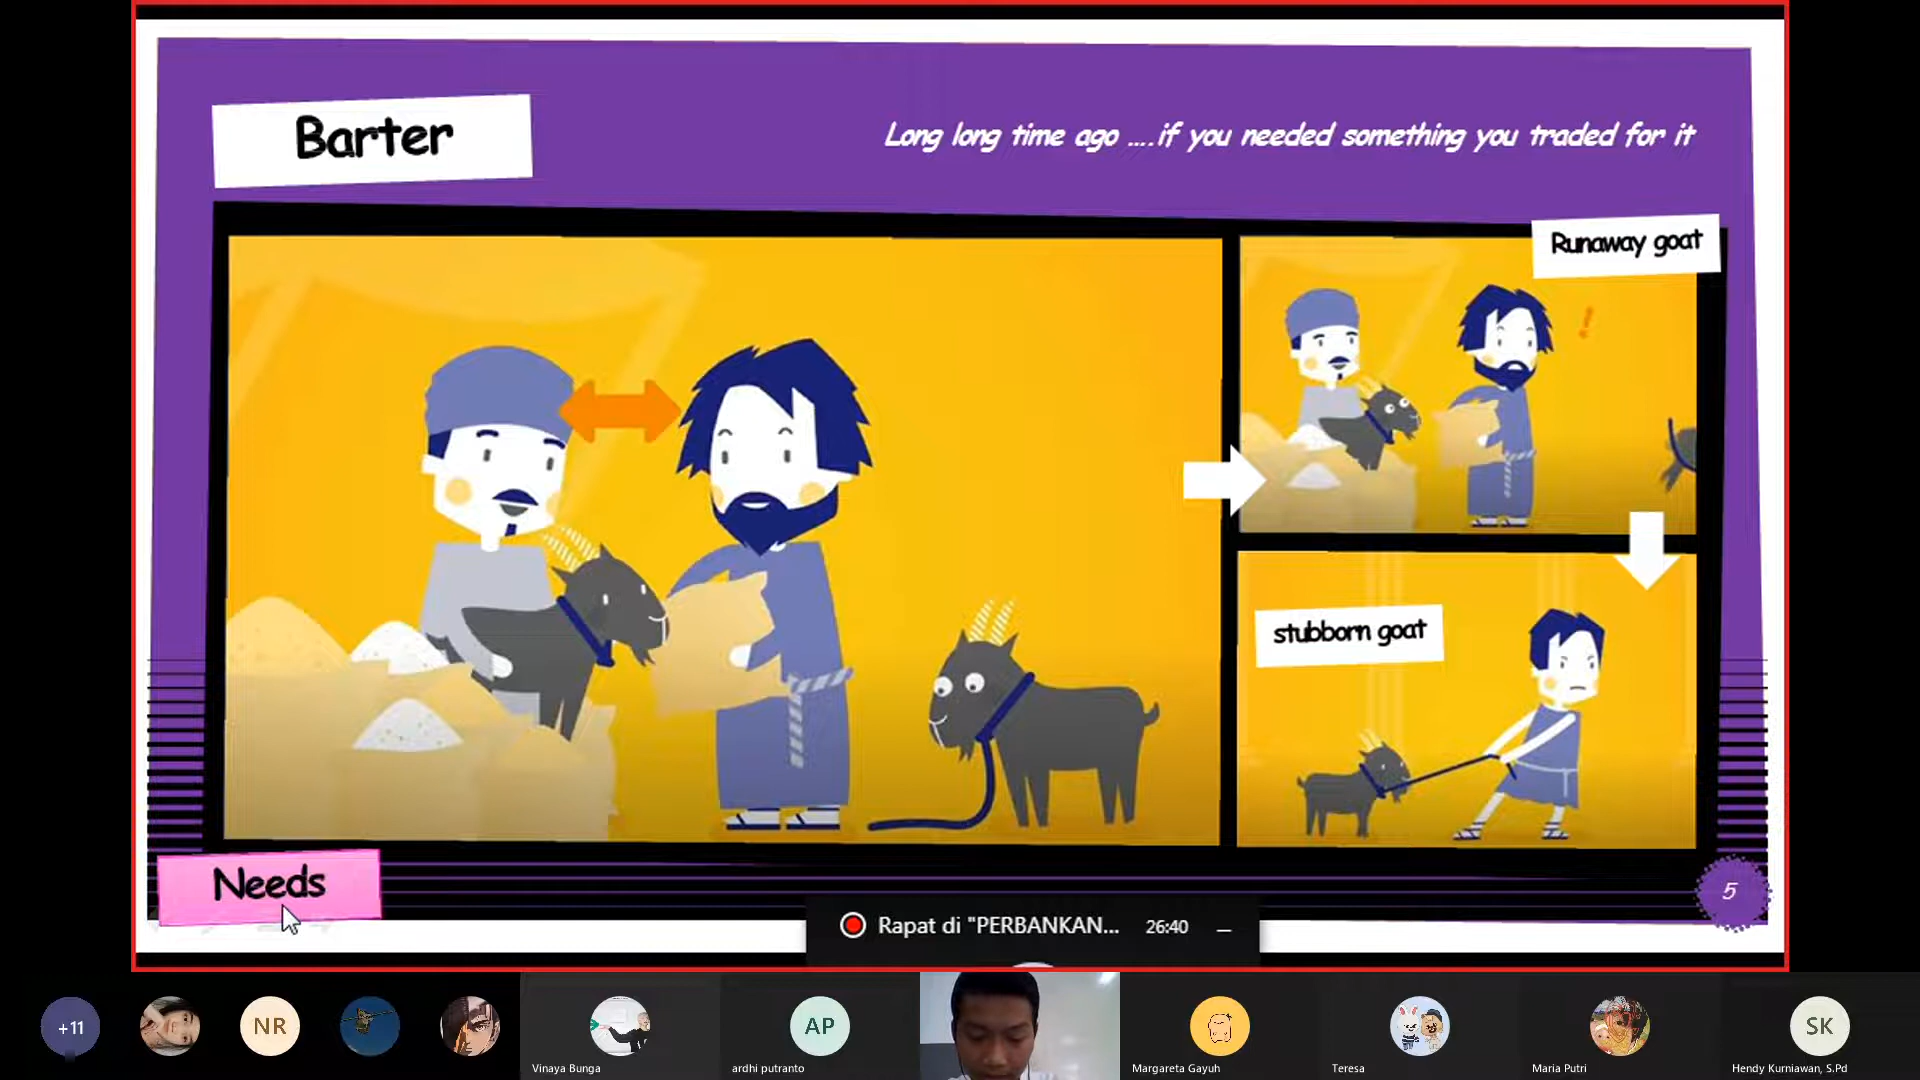 Barter
Long long time ago ....if you needed something you traded for it
Runaway goat
stubborn goat
Needs
5
Rapat di "PERBANKAN... 26:40
+11
NR
AP
SK
Vinaya Bunga
ardhi putranto
Margareta Gayuh
Teresa
Maria Putri
Hendy Kurniawan, S.Pd